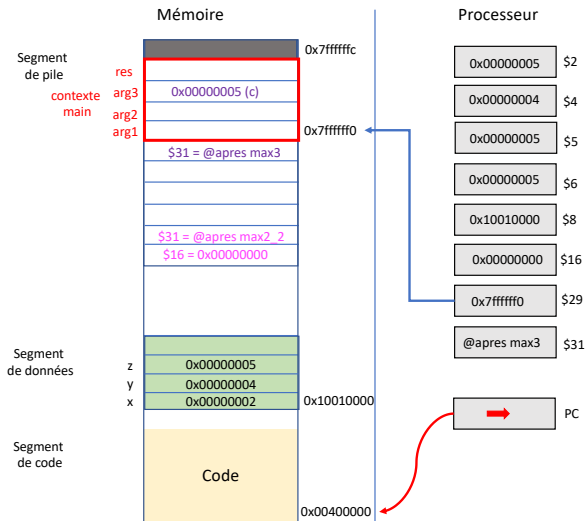 Mémoire
Processeur
0x7ffffffc
Segment
de pile
res
contexte
main
arg3
0x00000005 (c)
arg2
arg1
0x7ffffff0
$31 = @apres max3
$31 = @apres max2_2
$16 = 0x00000000
0x00000005
$2
0x00000004
$4
0x00000005
$5
0x00000005
$6
0x10010000
$8
0x00000000
$16
0x7ffffff0
$29
@apres max3
$31
Segment
de données
z
0x00000005
y
0x00000004
x
0x00000002
0x10010000
PC
Segment
de code
Code
0x00400000